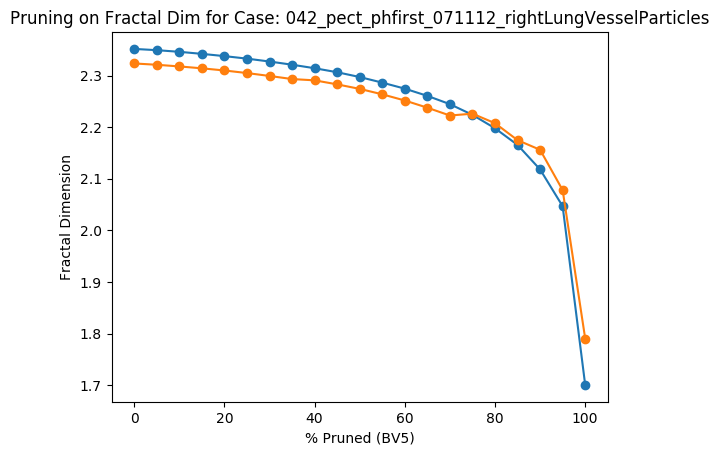 Pruning on Fractal Dim for Case: 042_pect_phfirst_071112_rightLungVesselParticles
Fractal Dimension
2.3
2.2
2.1
2.0
1.9
1.8
1.7
0 20 40 60 80 100
% Pruned (BV5)